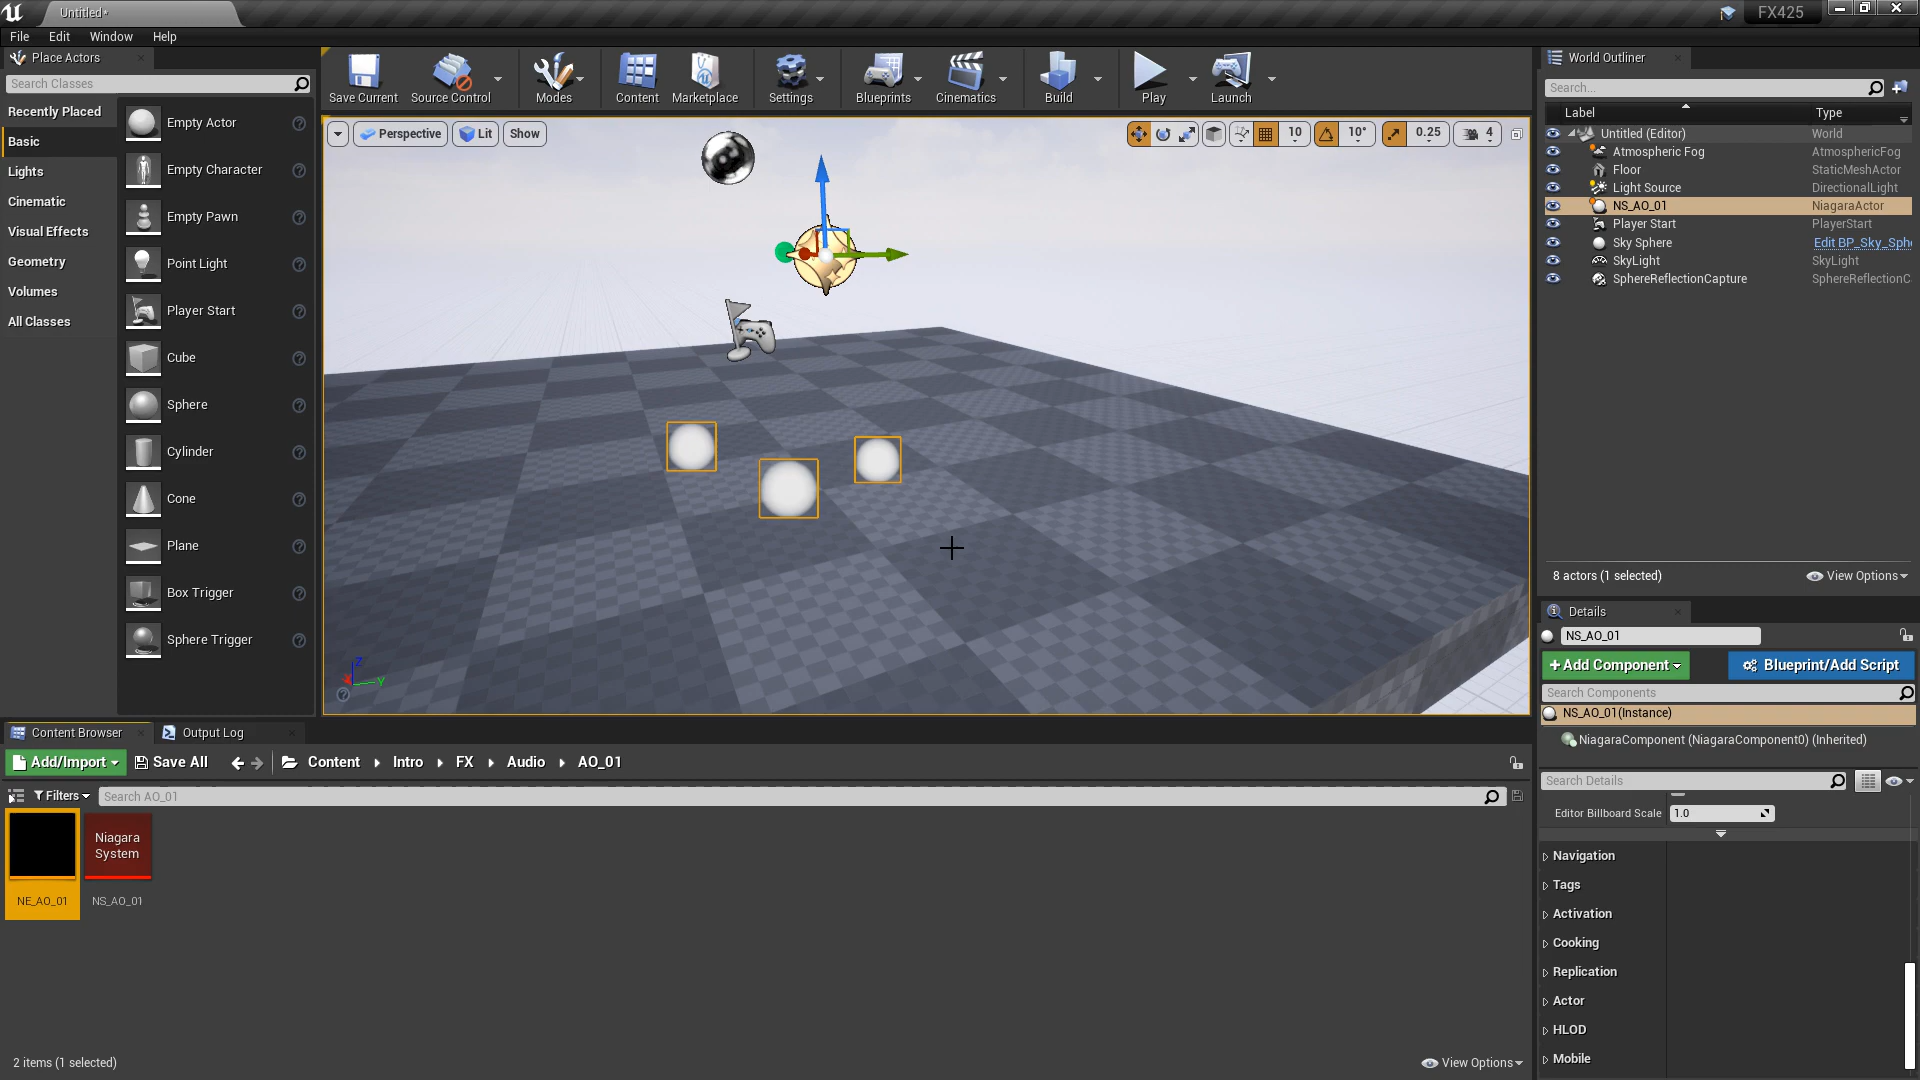 Untitled*
FX425
File Edit Window Help
Place Actors
Search Classes
Recently Placed
Basic
Lights
Cinematic
Visual Effects
Geometry
Volumes
All Classes
Empty Actor
Empty Character
Empty Pawn
Point Light
Player Start
Cube
Sphere
Cylinder
Cone
Plane
Box Trigger
Sphere Trigger
Save Current Source Control Modes Content Marketplace Settings Blueprints Cinematics Build Play Launch
Perspective Lit Show
10 10° 0.25 4
Z
X Y
World Outliner
Search...
Label Type
Untitled (Editor) World
Atmospheric Fog AtmosphericFog
Floor StaticMeshActor
Light Source DirectionalLight
NS_AO_01 NiagaraActor
Player Start PlayerStart
Sky Sphere Edit BP_Sky_Sph
SkyLight SkyLight
SphereReflectionCapture SphereReflectionC
8 actors (1 selected) View Options
Details
NS_AO_01
+Add Component Blueprint/Add Script
Search Components
NS_AO_01(Instance)
NiagaraComponent (NiagaraComponent0) (Inherited)
Search Details
Editor Billboard Scale 1.0
Navigation
Tags
Activation
Cooking
Replication
Actor
HLOD
Mobile
Content Browser Output Log
Add/Import Save All Content Intro FX Audio AO_01
Filters Search AO_01
Niagara
System
NE_AO_01 NS_AO_01
2 items (1 selected) View Options